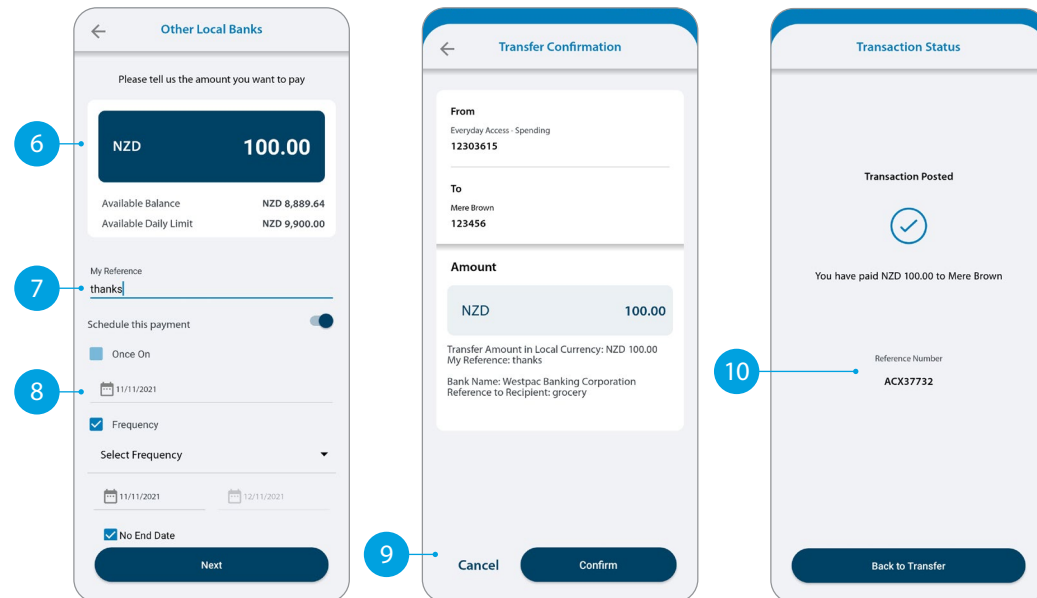 Other Local Banks
Please tell us the amount you want to pay
6
NZD 100.00
Available Balance NZD 8,889.64
Available Daily Limit NZD 9,900.00
My Reference
7
thanks
Schedule this payment
Once On
8
11/11/2021
Frequency
Select Frequency
11/11/2021 12/11/2021
No End Date
Next
Transfer Confirmation
From
Everyday Access - Spending
12303615
To
Mere Brown
123456
Amount
NZD 100.00
Transfer Amount in Local Currency: NZD 100.00
My Reference: thanks
Bank Name: Westpac Banking Corporation
Reference to Recipient: grocery
9
Cancel Confirm
Transaction Status
Transaction Posted
You have paid NZD 100.00 to Mere Brown
Reference Number
10
ACX37732
Back to Transfer